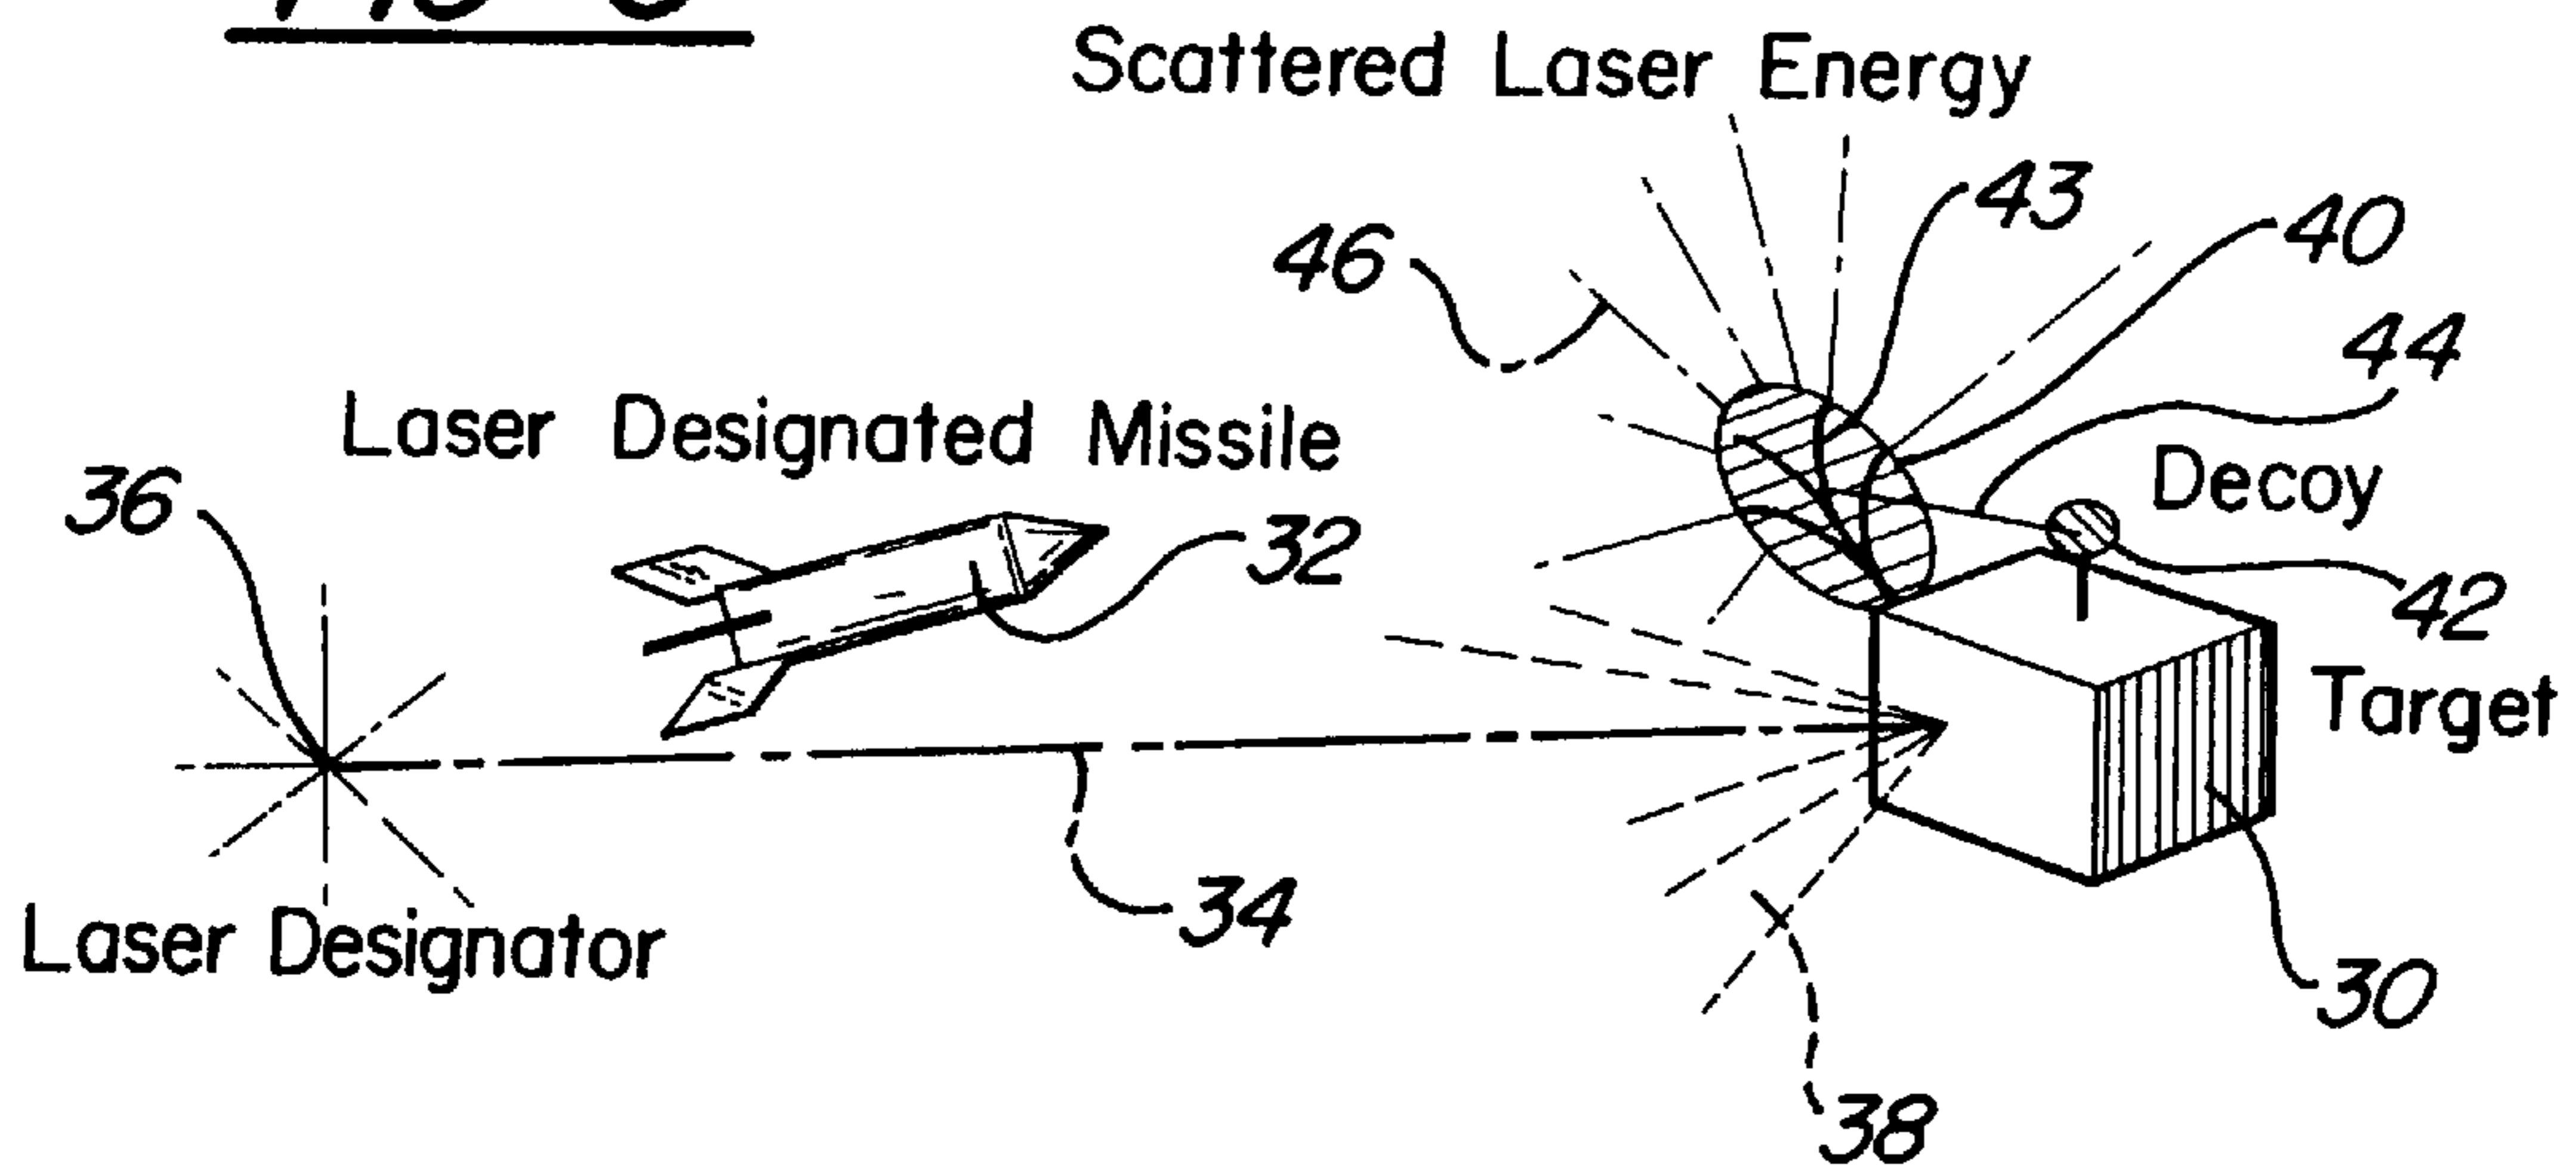 Scattered Laser Energy
43
40
46
44
Laser Designated Missile
Decoy
36
32
42
Target
34
Laser Designator
30
38